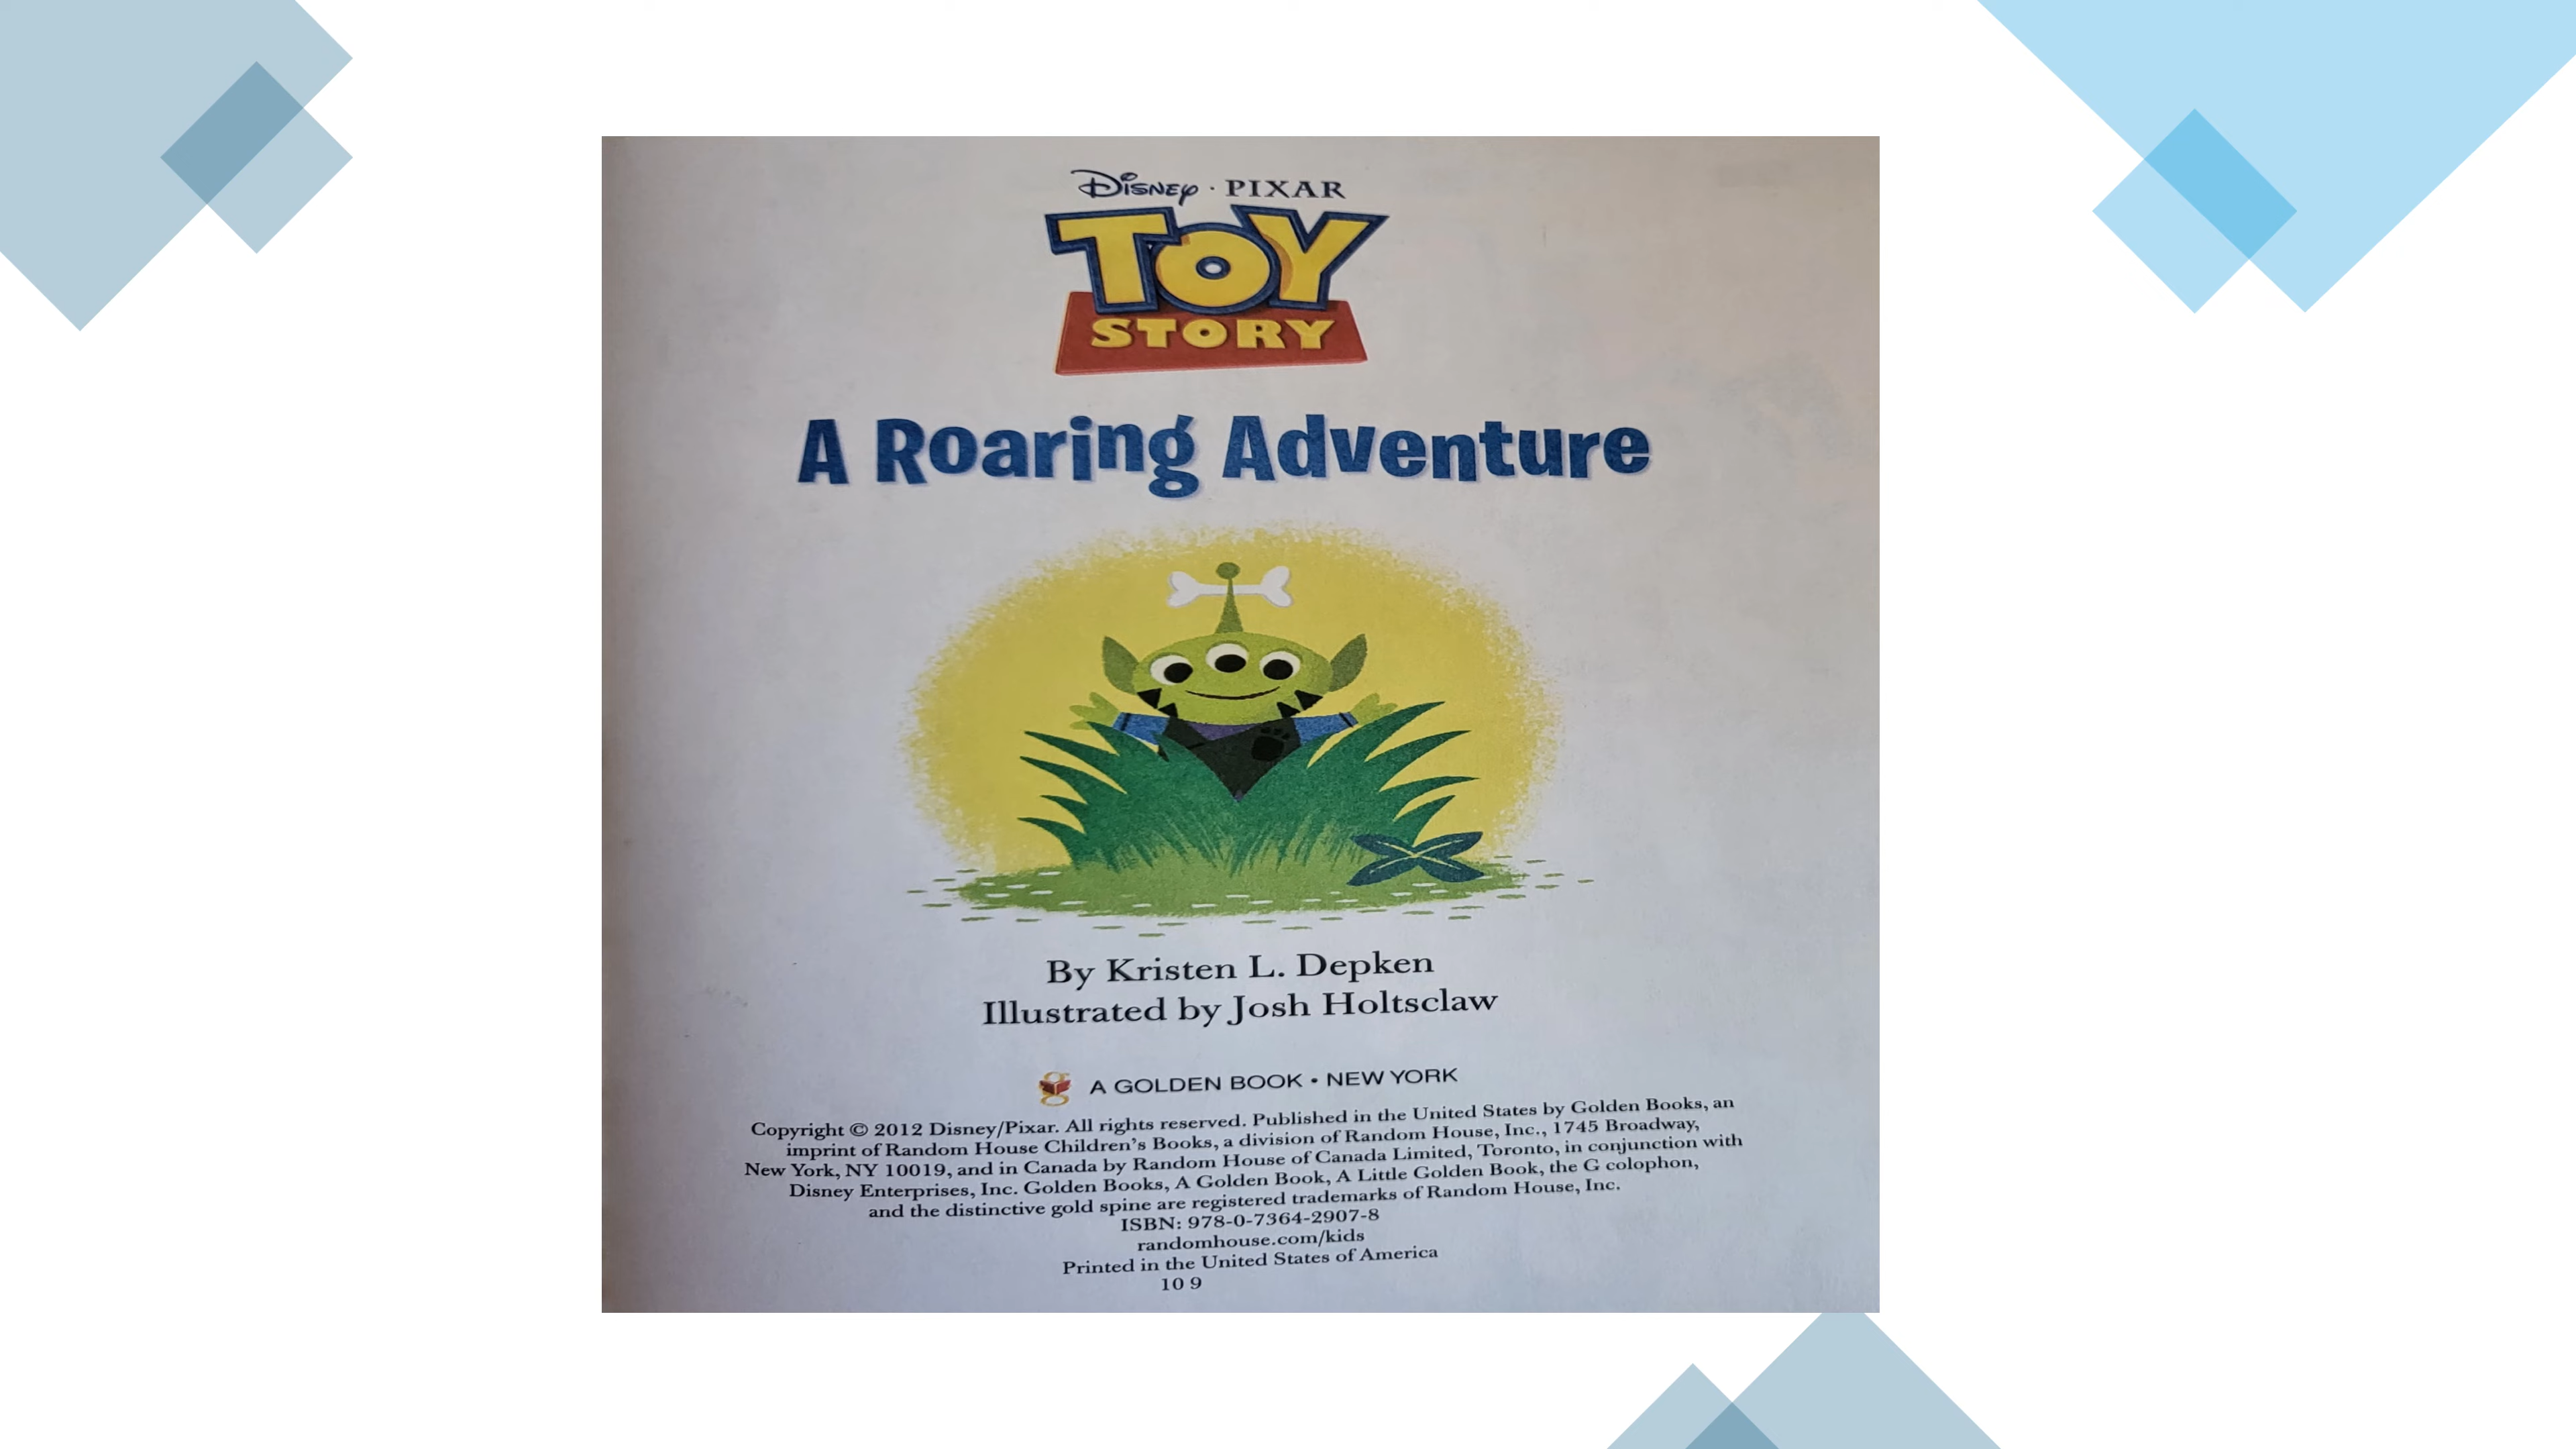 Disney · PIXAR
TOY
STORY
A Roaring Adventure
By Kristen L. Depken
Illustrated by Josh Holtsclaw
A GOLDEN BOOK • NEW YORK
Copyright © 2012 Disney/Pixar. All rights reserved. Published in the United States by Golden Books, an
imprint of Random House Children's Books, a division of Random House, Inc., 1745 Broadway,
New York, NY 10019, and in Canada by Random House of Canada Limited, Toronto, in conjunction with
Disney Enterprises, Inc. Golden Books, A Golden Book, A Little Golden Book, the G colophon,
and the distinctive gold spine are registered trademarks of Random House, Inc.
ISBN: 978-0-7364-2907-8
randomhouse.com/kids
Printed in the United States of America
10 9